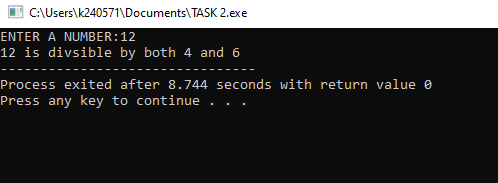 C:\Users\k240571\Documents\TASK 2.exe
ENTER A NUMBER:12
12 is divsible by both 4 and 6
--------------------------------
Process exited after 8.744 seconds with return value 0
Press any key to continue . . .